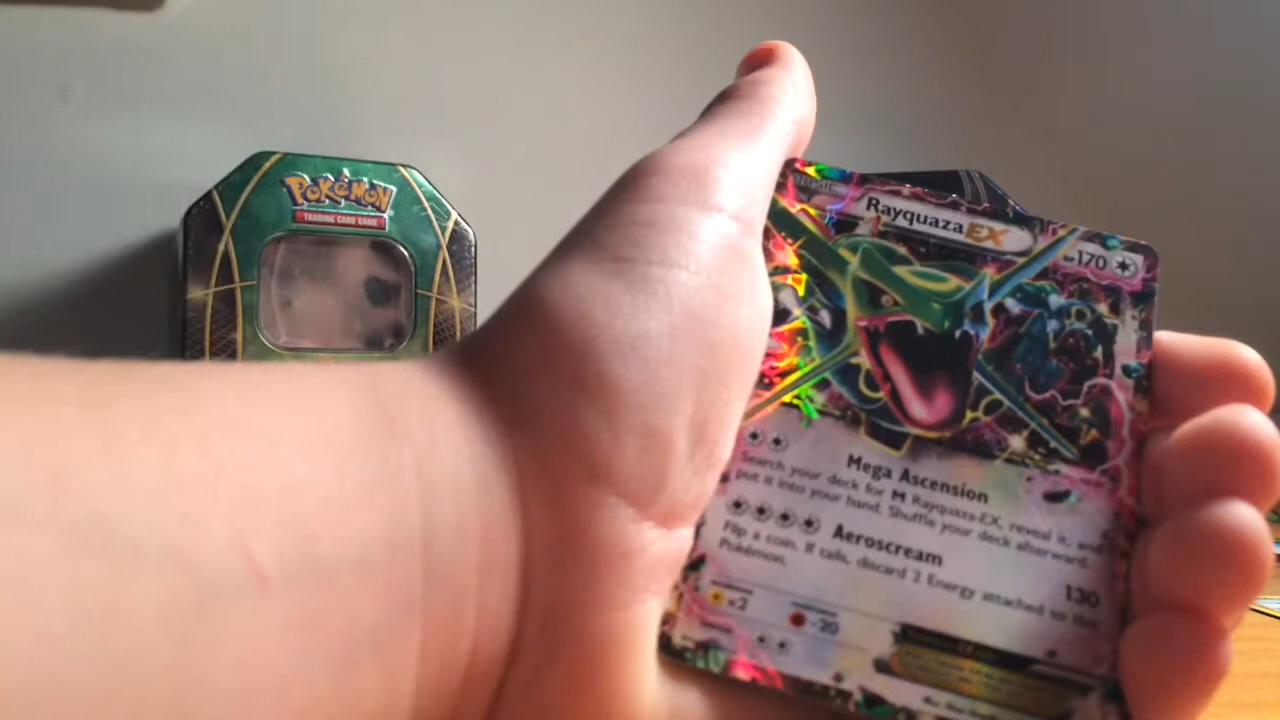 POKéMON
TRADING CARD GAME
BASIC
Rayquaza EX
HP 170
Mega Ascension
Search your deck for M Rayquaza-EX, reveal it, and
put it into your hand. Shuffle your deck afterward.
Aeroscream
130
Flip a coin. If tails, discard 2 Energy attached to this
Pokémon.
×2
-20